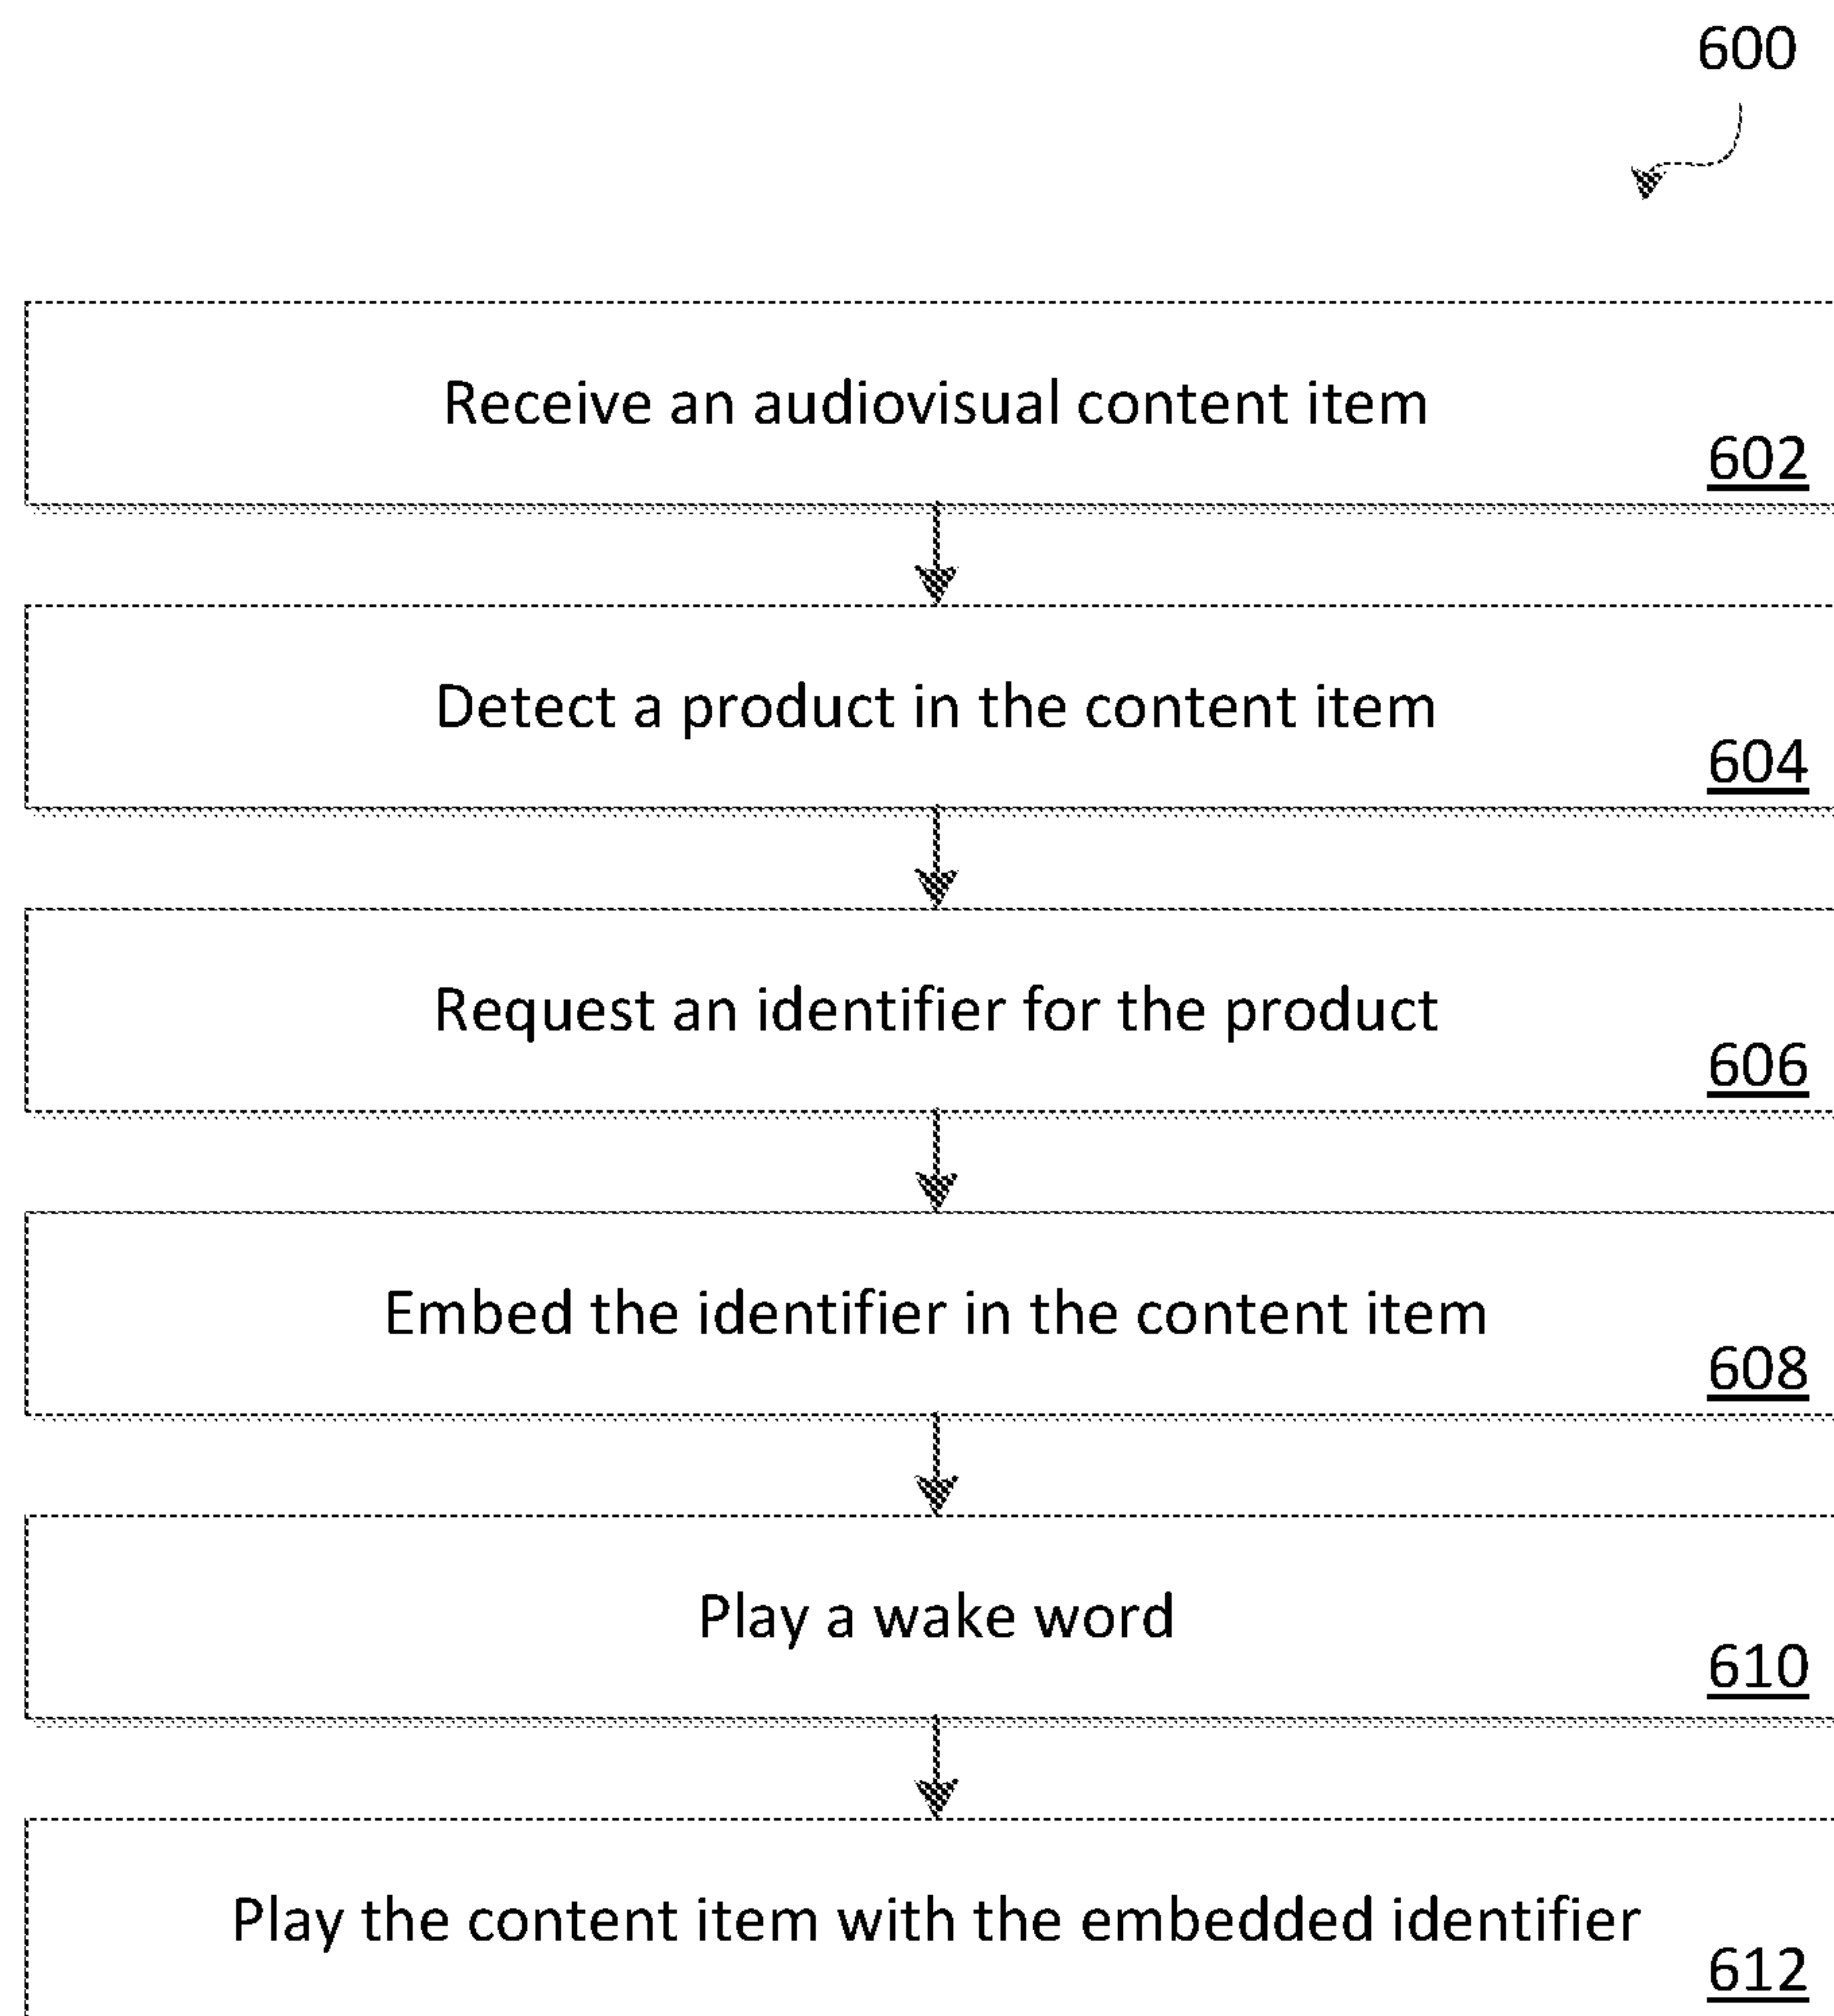 600
Receive an audiovisual content item
602
Detect a product in the content item
604
Request an identifier for the product
606
Embed the identifier in the content item
608
Play a wake word
610
Play the content item with the embedded identifier
612